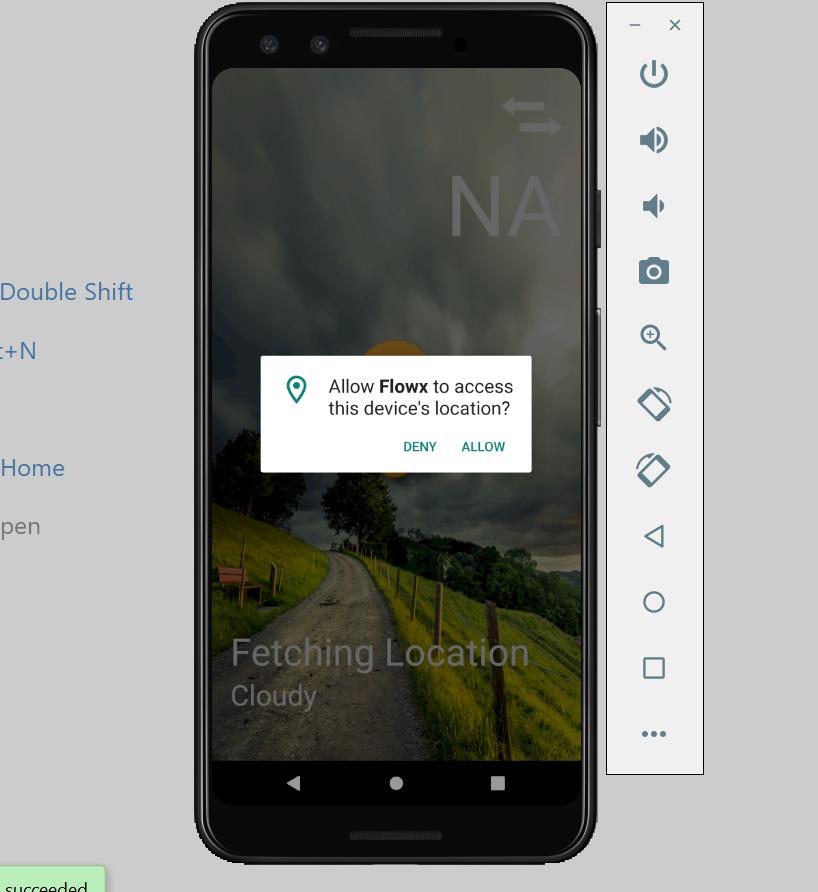 Double Shift
+N
Home
pen
NA
Allow Flowx to access
this device's location?
DENY ALLOW
Fetching Location
Cloudy
succeeded